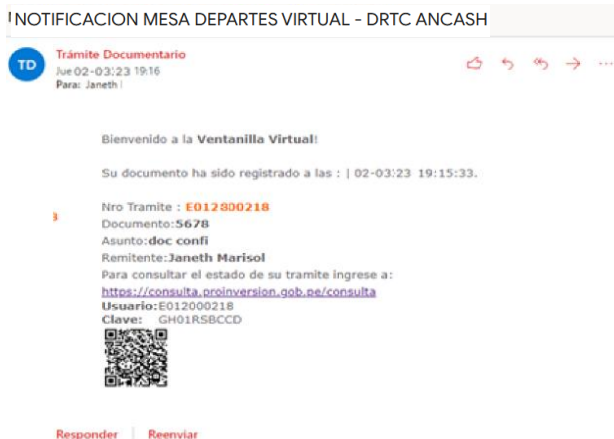 NOTIFICACION MESA DEPARTES VIRTUAL - DRTC ANCASH
TD
Trámite Documentario
Jue 02-03:23 19:16
Para: Janeth
Bienvenido a la Ventanilla Virtual!
Su documento ha sido registrado a las : | 02-03:23 19:15:33.
Nro Tramite : E012800218
Documento:5678
Asunto:doc confi
Remitente:Janeth Marisol
Para consultar el estado de su tramite ingrese a:
https://consulta.proinversion.gob.pe/consulta
Usuario:E012000218
Clave: GH01RSBCCD
Responder | Reenviar